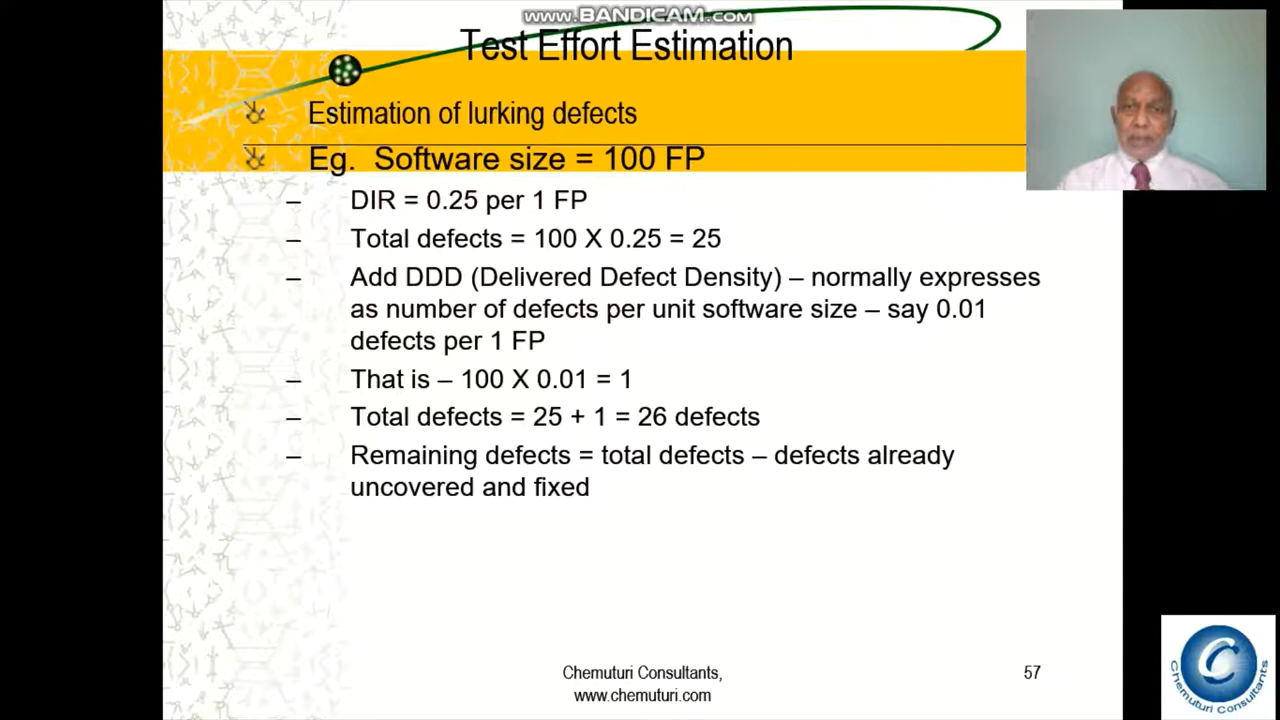 www.BANDICAM.com
Test Effort Estimation
Estimation of lurking defects
Eg. Software size = 100 FP
– DIR = 0.25 per 1 FP
– Total defects = 100 X 0.25 = 25
– Add DDD (Delivered Defect Density) – normally expresses
as number of defects per unit software size – say 0.01
defects per 1 FP
– That is – 100 X 0.01 = 1
– Total defects = 25 + 1 = 26 defects
– Remaining defects = total defects – defects already
uncovered and fixed
Chemuturi Consultants,
www.chemuturi.com
57
C
Chemuturi Consultants